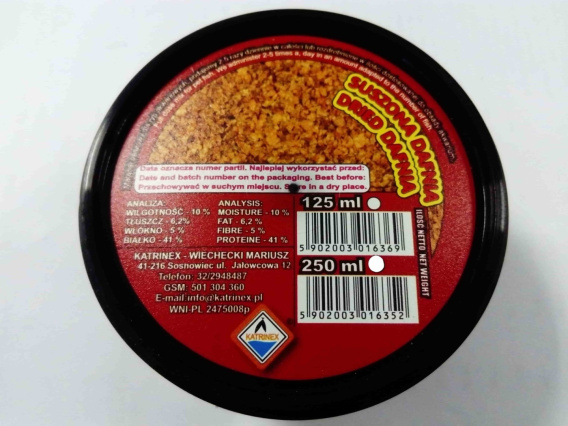 SUSZONA DAFNIA
DRIED DAFNIA
Data oznacza numer partii. Najlepiej wykorzystać przed:
Date and batch number on the packaging. Best before:
Przechowywać w suchym miejscu. Store in a dry place.
ANALIZA:
WILGOTNOŚĆ - 10 %
TŁUSZCZ - 6,2%
WŁÓKNO - 5 %
BIAŁKO - 41 %
ANALYSIS:
MOISTURE - 10 %
FAT - 6,2 %
FIBRE - 5 %
PROTEINE - 41 %
KATRINEX - WIECHECKI MARIUSZ
41-216 Sosnowiec ul. Jałowcowa 12
Telefon: 32/2948487
GSM: 501 304 360
E-mail:info@katrinex.pl
WNI-PL 2475008p
KATRINEX
125 ml
5 902003 016369
250 ml
5 902003 016352
ILOŚĆ NETTO NET WEIGHT